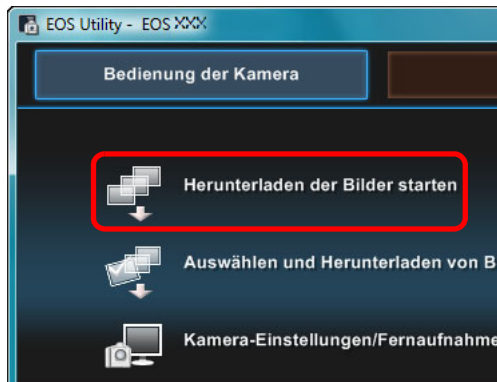 EOS Utility - EOS XXX
Bedienung der Kamera
Herunterladen der Bilder starten
Auswählen und Herunterladen von B
Kamera-Einstellungen/Fernaufnahme